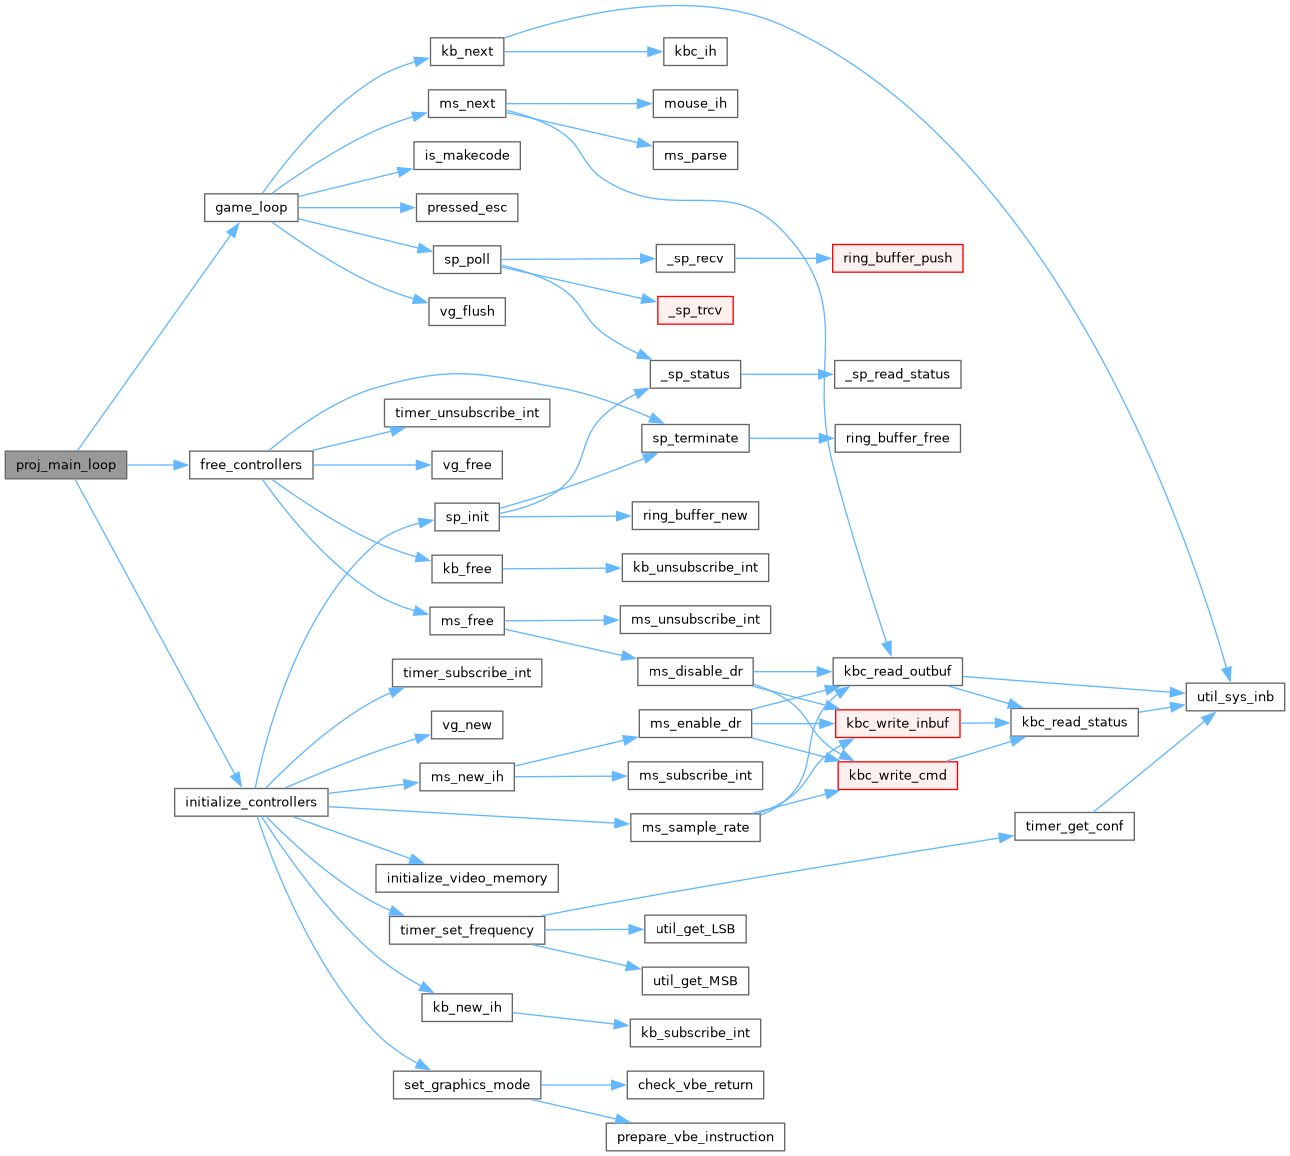 kb_next
kbc_ih
ms_next
mouse_ih
is_makecode
ms_parse
game_loop
pressed_esc
sp_poll
_sp_recv
ring_buffer_push
vg_flush
_sp_trcv
_sp_status
_sp_read_status
timer_unsubscribe_int
sp_terminate
ring_buffer_free
proj_main_loop
free_controllers
vg_free
sp_init
ring_buffer_new
kb_free
kb_unsubscribe_int
ms_free
ms_unsubscribe_int
timer_subscribe_int
ms_disable_dr
kbc_read_outbuf
util_sys_inb
vg_new
ms_enable_dr
kbc_write_inbuf
kbc_read_status
ms_new_ih
ms_subscribe_int
kbc_write_cmd
initialize_controllers
ms_sample_rate
timer_get_conf
initialize_video_memory
timer_set_frequency
util_get_LSB
util_get_MSB
kb_new_ih
kb_subscribe_int
set_graphics_mode
check_vbe_return
prepare_vbe_instruction